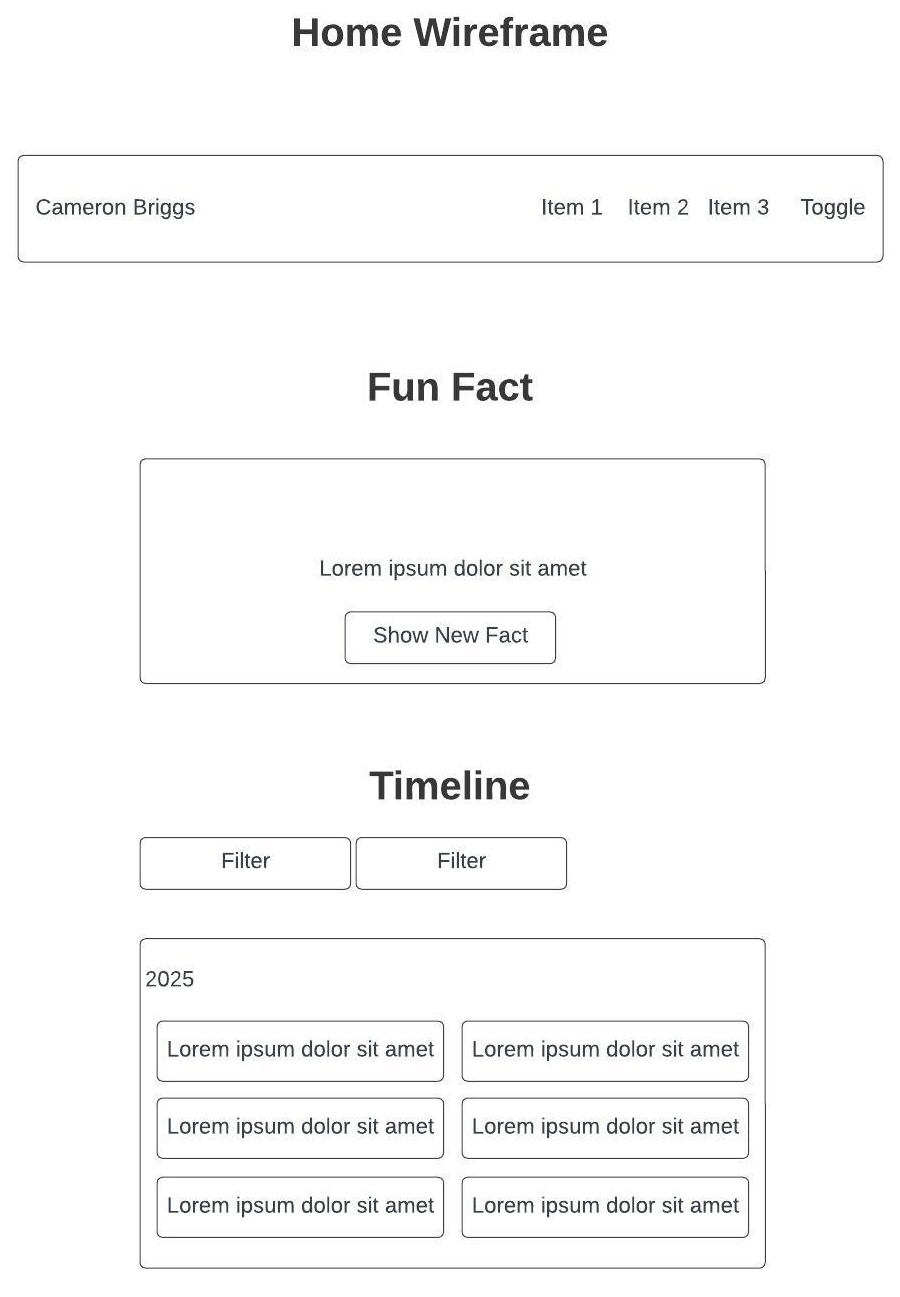 Home Wireframe
Cameron Briggs Item 1 Item 2 Item 3 Toggle
Fun Fact
Lorem ipsum dolor sit amet
Show New Fact
Timeline
Filter Filter
2025
Lorem ipsum dolor sit amet Lorem ipsum dolor sit amet
Lorem ipsum dolor sit amet Lorem ipsum dolor sit amet
Lorem ipsum dolor sit amet Lorem ipsum dolor sit amet